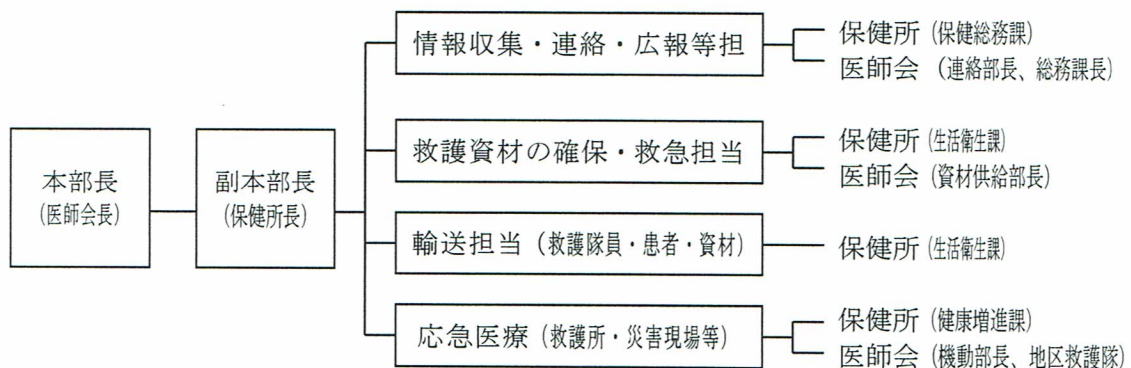 本部長
(医師会長)
副本部長
(保健所長)
情報収集・連絡・広報等担
保健所 (保健総務課)
医師会 (連絡部長、総務課長)
救護資材の確保・救急担当
保健所 (生活衛生課)
医師会 (資材供給部長)
輸送担当 (救護隊員・患者・資材)
保健所 (生活衛生課)
応急医療 (救護所・災害現場等)
保健所 (健康増進課)
医師会 (機動部長、地区救護隊)